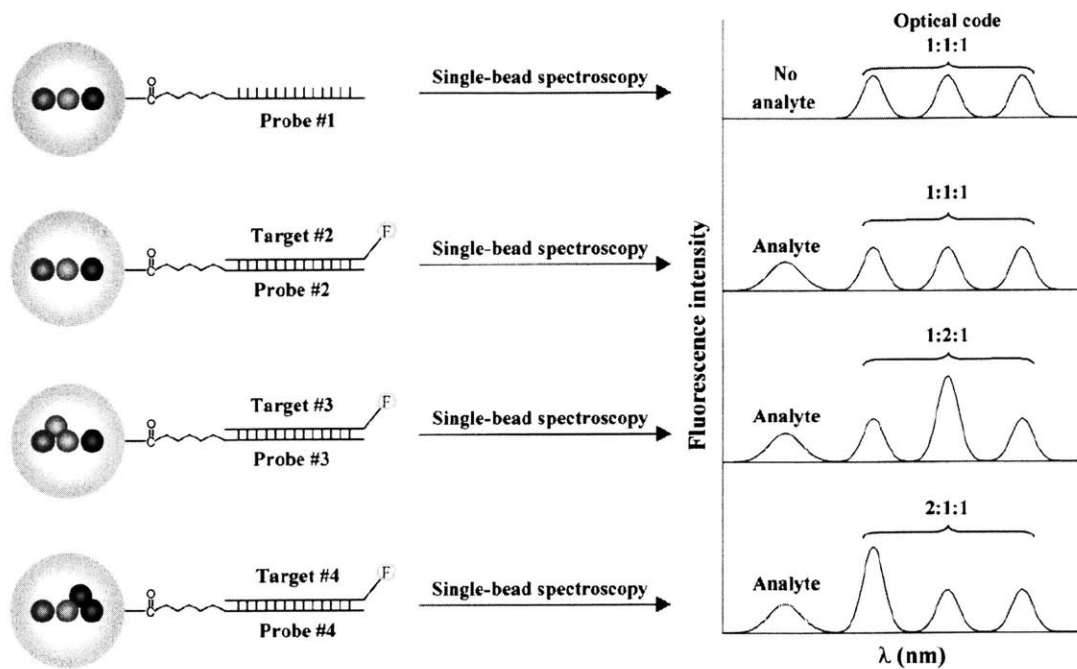 Optical code
1:1:1
No
analyte
O
C
Probe #1
Single-bead spectroscopy
1:1:1
Analyte
Target #2
F
O
C
Probe #2
Single-bead spectroscopy
Fluorescence intensity
1:2:1
Analyte
Target #3
F
O
C
Probe #3
Single-bead spectroscopy
2:1:1
Analyte
Target #4
F
O
C
Probe #4
Single-bead spectroscopy
λ (nm)